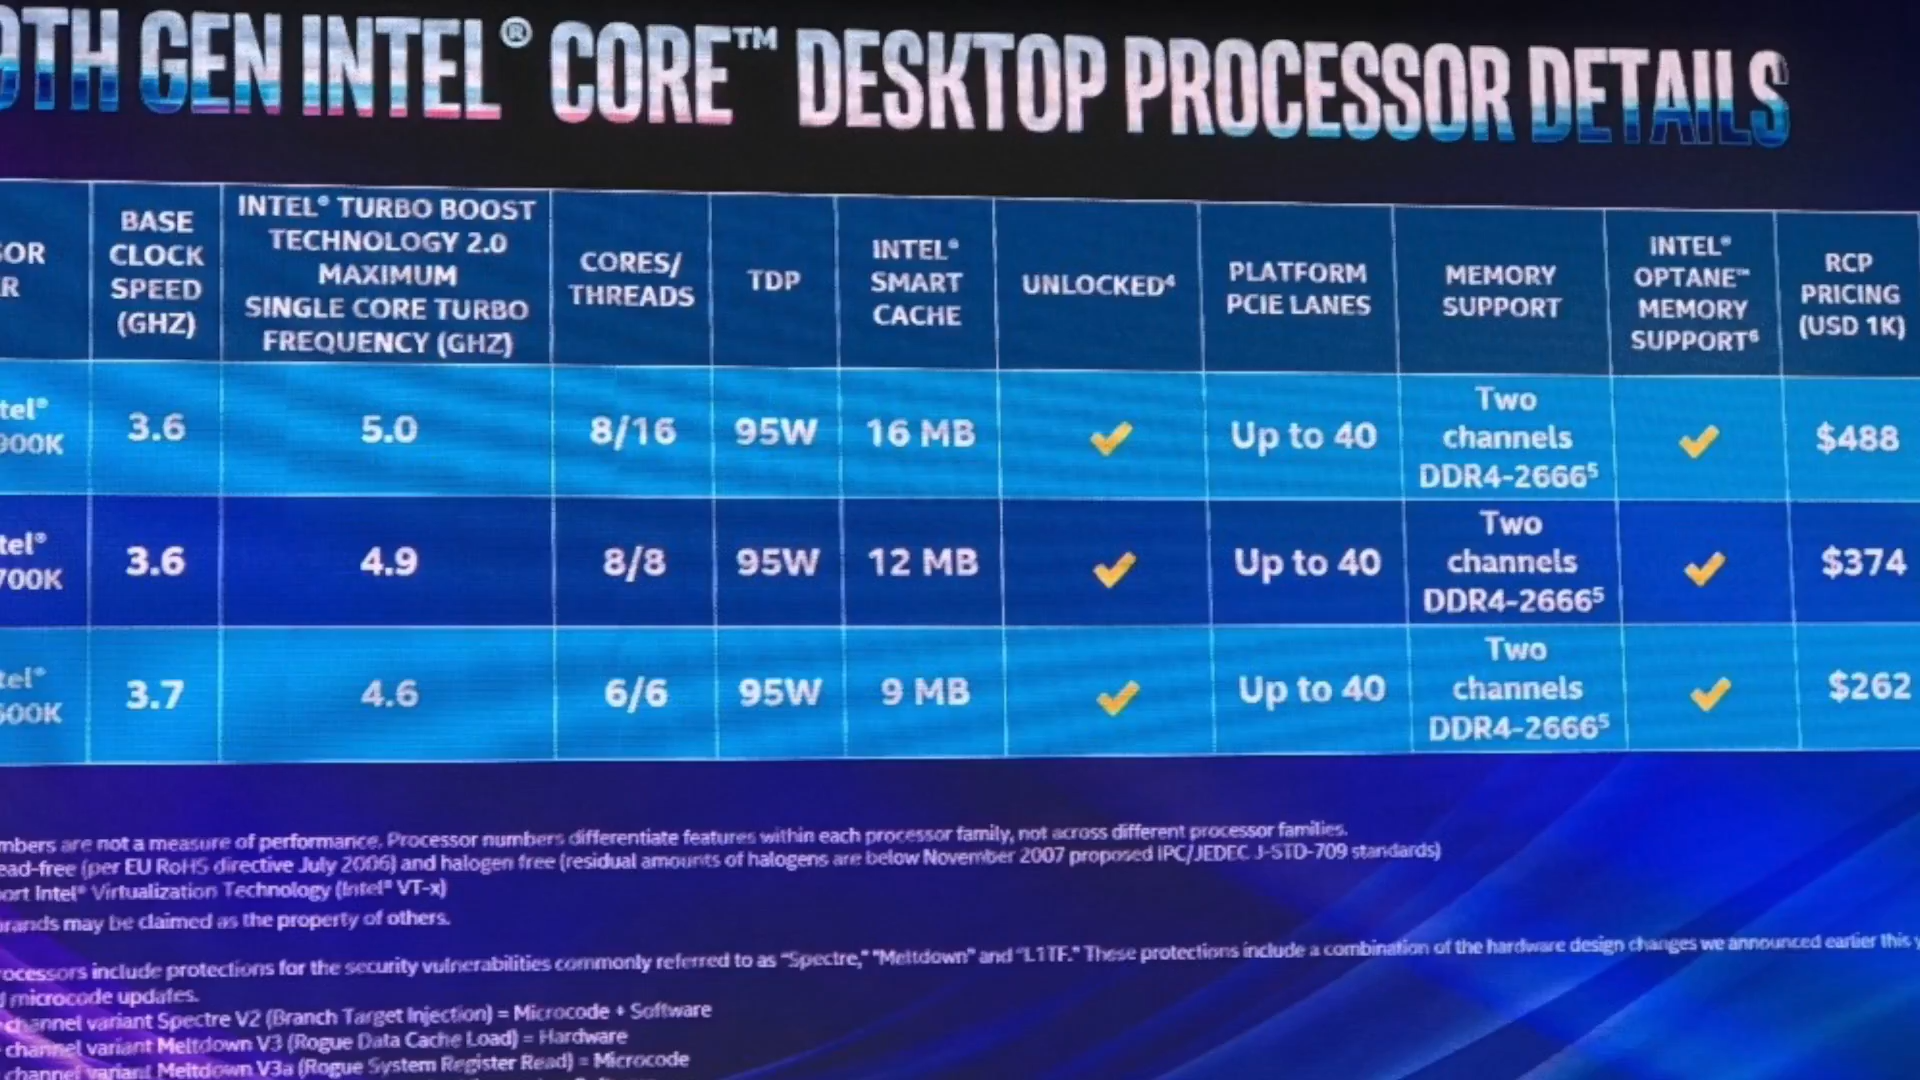 9TH GEN INTEL® CORE™ DESKTOP PROCESSOR DETAILS
SOR
R
BASE
CLOCK
SPEED
(GHZ)
INTEL® TURBO BOOST
TECHNOLOGY 2.0
MAXIMUM
SINGLE CORE TURBO
FREQUENCY (GHZ)
CORES/
THREADS
TDP
INTEL®
SMART
CACHE
UNLOCKED⁴
PLATFORM
PCIE LANES
MEMORY
SUPPORT
INTEL®
OPTANE™
MEMORY
SUPPORT⁶
RCP
PRICING
(USD 1K)
tel®
900K
3.6
5.0
8/16
95W
16 MB
✓
Up to 40
Two
channels
DDR4-2666⁵
✓
$488
tel®
700K
3.6
4.9
8/8
95W
12 MB
✓
Up to 40
Two
channels
DDR4-2666⁵
✓
$374
tel®
600K
3.7
4.6
6/6
95W
9 MB
✓
Up to 40
Two
channels
DDR4-2666⁵
✓
$262
mbers are not a measure of performance. Processor numbers differentiate features within each processor family, not across different processor families.
ead-free (per EU RoHS directive July 2006) and halogen free (residual amounts of halogens are below November 2007 proposed IPC/JEDEC J-STD-709 standards)
ort Intel® Virtualization Technology (Intel® VT-x)
rands may be claimed as the property of others.
rocessors include protections for the security vulnerabilities commonly referred to as "Spectre," "Meltdown" and "L1TF." These protections include a combination of the hardware design changes we announced earlier this
microcode updates.
channel variant Spectre V2 (Branch Target Injection) = Microcode + Software
channel variant Meltdown V3 (Rogue Data Cache Load) = Hardware
channel variant Meltdown V3a (Rogue System Register Read) = Microcode